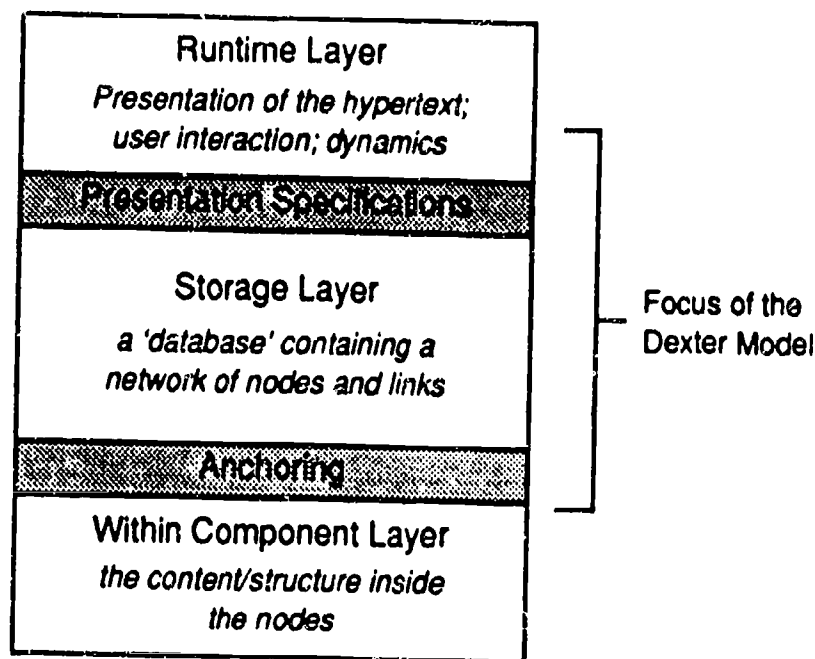 Runtime Layer
Presentation of the hypertext;
user interaction; dynamics
Presentation Specifications
Storage Layer
a 'database' containing a
network of nodes and links
Anchoring
Within Component Layer
the content/structure inside
the nodes
Focus of the
Dexter Model